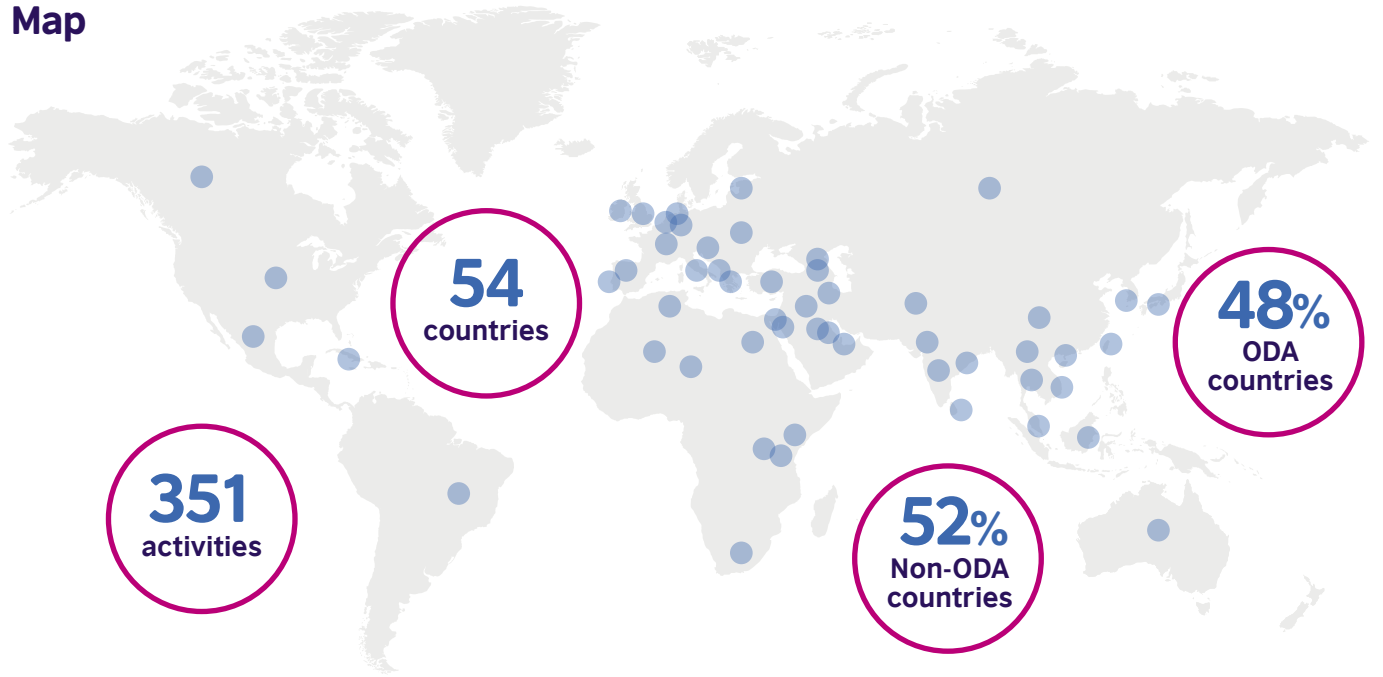 Map
54
countries
48%
ODA
countries
351
activities
52%
Non-ODA
countries